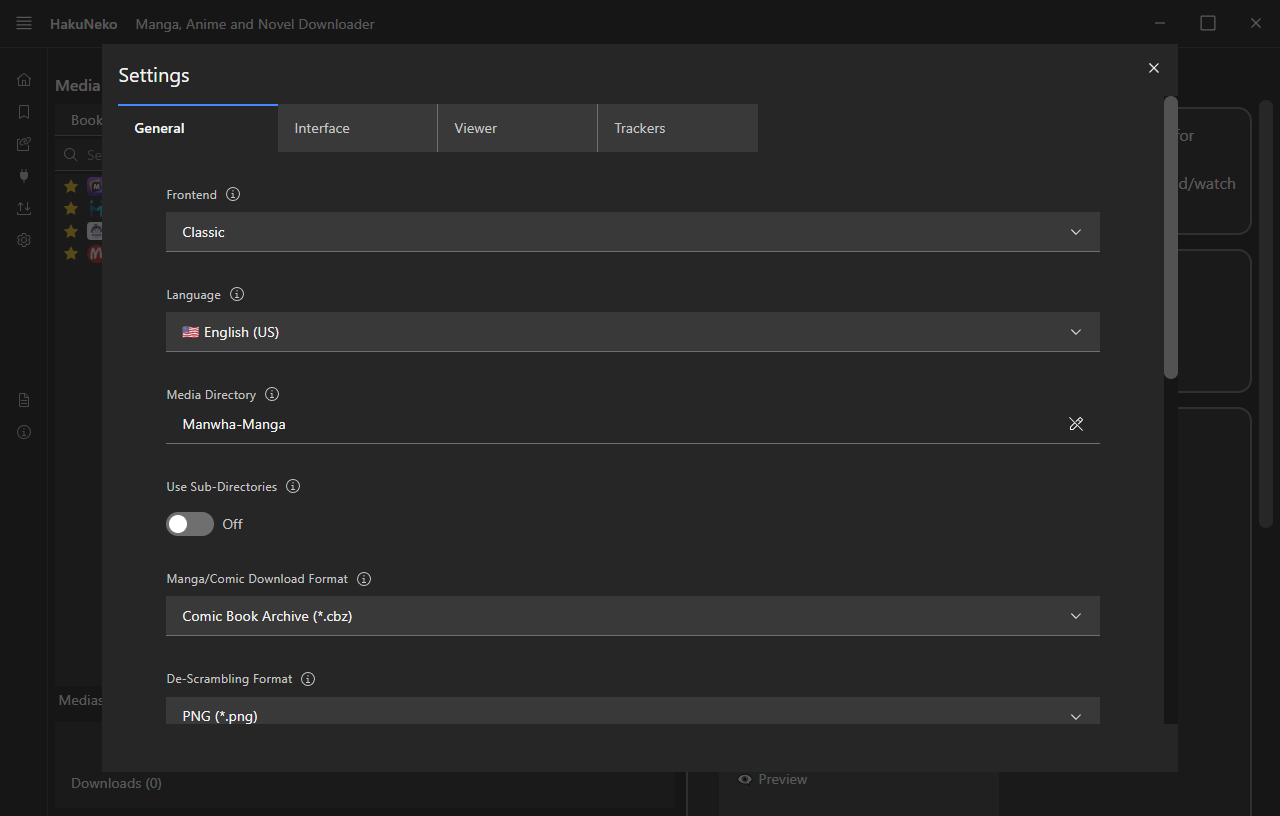 HakuNeko Manga, Anime and Novel Downloader
Settings
Media
Book
General Interface Viewer Trackers
for
Se
d/watch
Frontend
Classic
Language
English (US)
Media Directory
Manwha-Manga
Use Sub-Directories
Off
Manga/Comic Download Format
Comic Book Archive (*.cbz)
De-Scrambling Format
Medias
PNG (*.png)
Downloads (0)
Preview